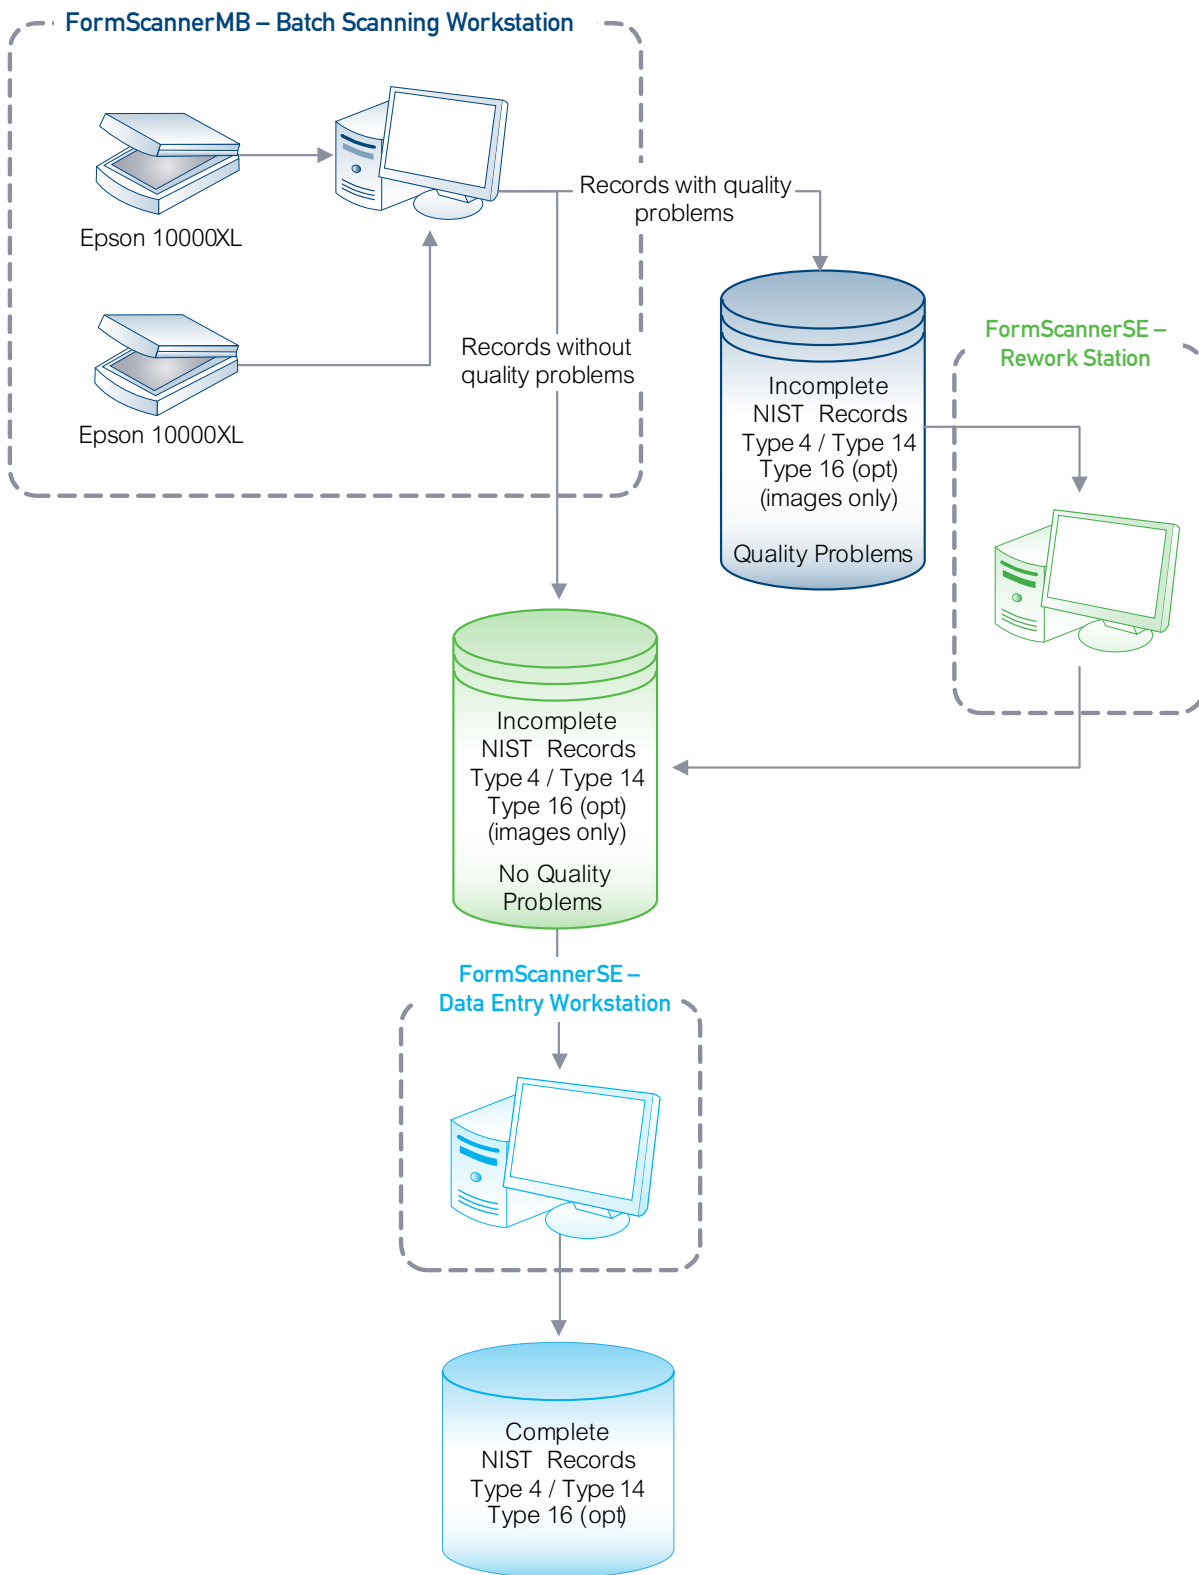 FormScannerMB – Batch Scanning Workstation
Epson 10000XL
Epson 10000XL
Records with quality
problems
Records without
quality problems
Incomplete
NIST Records
Type 4 / Type 14
Type 16 (opt)
(images only)
Quality Problems
FormScannerSE –
Rework Station
Incomplete
NIST Records
Type 4 / Type 14
Type 16 (opt)
(images only)
No Quality
Problems
FormScannerSE –
Data Entry Workstation
Complete
NIST Records
Type 4 / Type 14
Type 16 (opt)